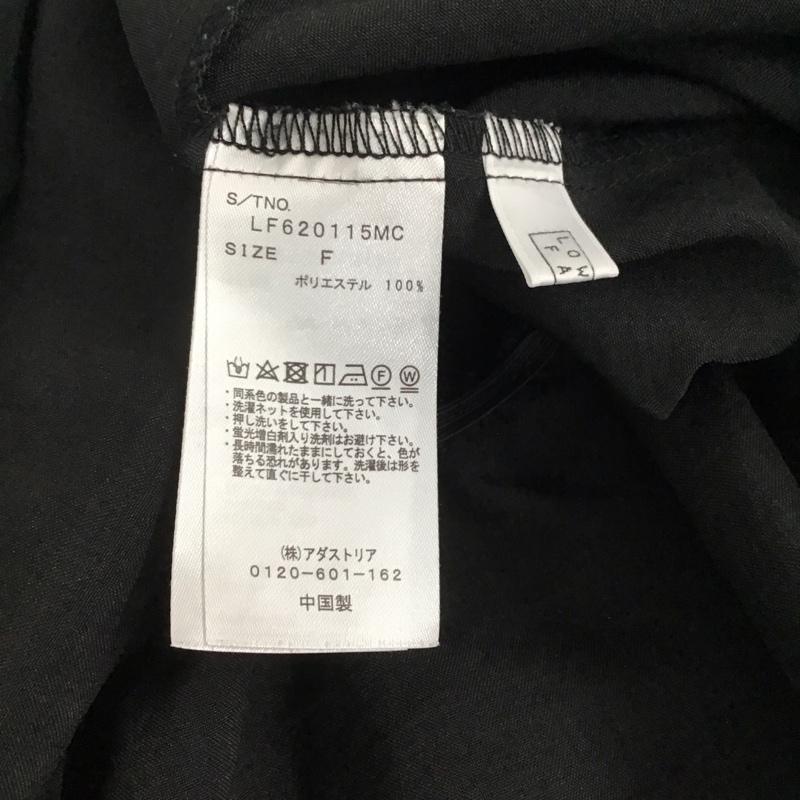 S/TNO.
LF620115MC
SIZE F
ポリエステル 100%
F W
・同系色の製品と一緒に洗って下さい。
・洗濯ネットを使用して下さい。
・押し洗いをして下さい。
・蛍光増白剤入り洗剤はお避け下さい。
・長時間濡れたままにしておくと、色が
落ちる恐れがあります。洗濯後は形を
整えて直ぐに干して下さい。
(株)アダストリア
0120-601-162
中国製
LOW
FA